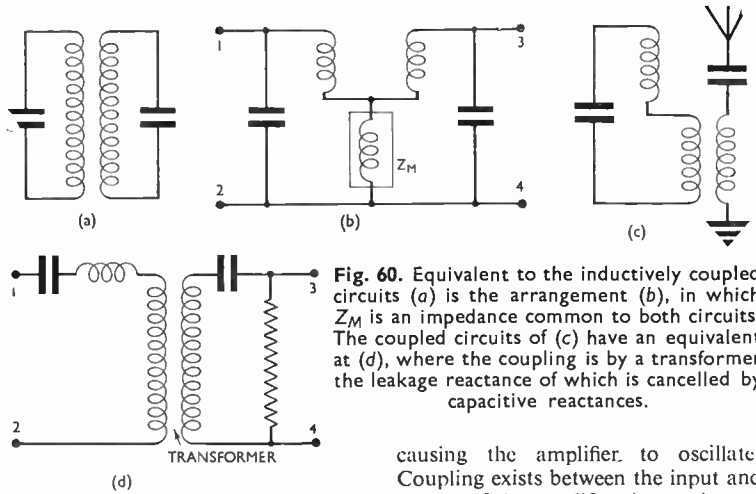 1
3
Z_M
2
4
(a)
(b)
(c)
1
3
2
4
TRANSFORMER
(d)
Fig. 60. Equivalent to the inductively coupled
circuits (a) is the arrangement (b), in which
Z_M is an impedance common to both circuits.
The coupled circuits of (c) have an equivalent
at (d), where the coupling is by a transformer
the leakage reactance of which is cancelled by
capacitive reactances.
causing the amplifier to oscillate.
Coupling exists between the input and